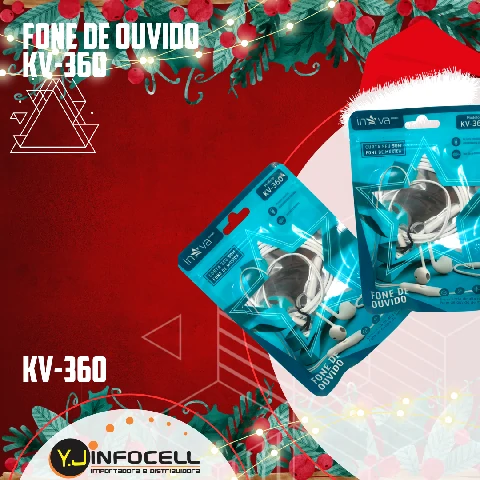 FONE DE OUVIDO
KV-360
inova
KV-360
FONE DE
OUVIDO
inova
KV-36
FONE DE
OUVIDO
KV-360
Y.J INFOCELL
importadora e distribuidora